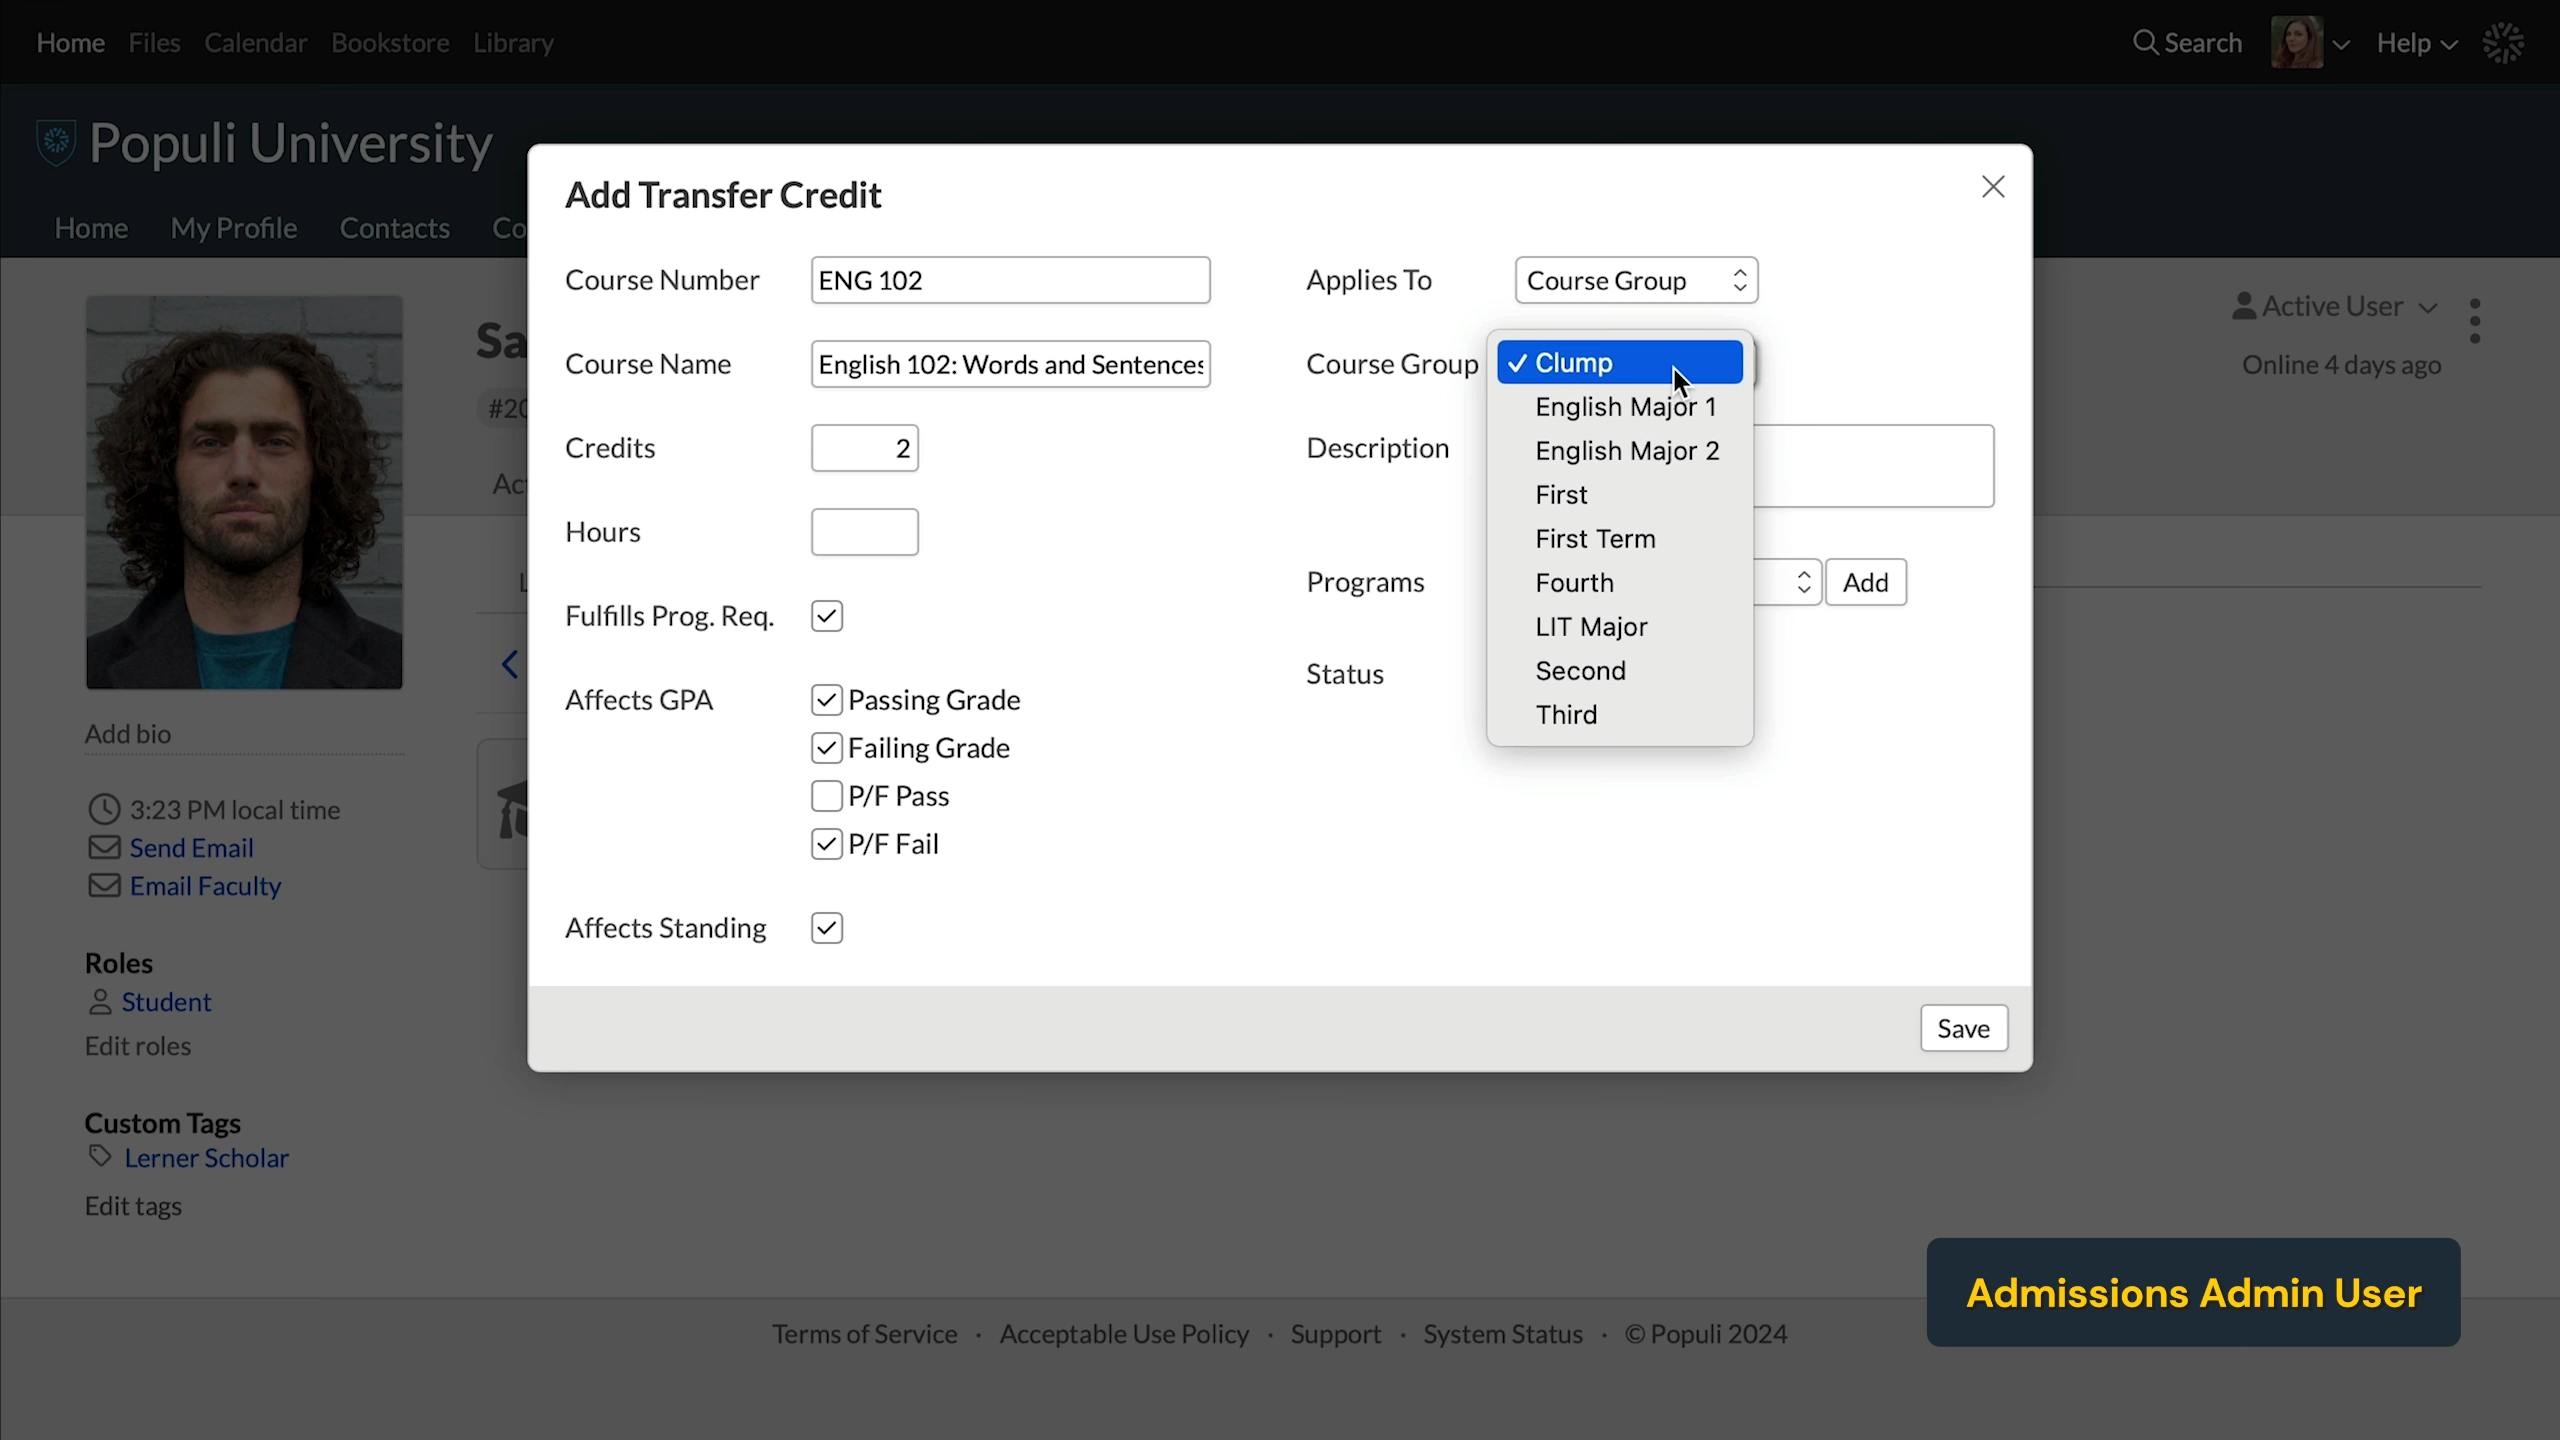 Home Files Calendar Bookstore Library
Search
Help
Populi University
Home My Profile Contacts Co
Add Transfer Credit
Course Number ENG 102
Applies To Course Group
Course Name English 102: Words and Sentences
Course Group
Clump
English Major 1
English Major 2
First
First Term
Fourth
LIT Major
Second
Third
Credits 2
Description
Hours
Programs Add
Fulfills Prog. Req.
Status
Affects GPA
Passing Grade
Failing Grade
P/F Pass
P/F Fail
Affects Standing
Save
Sa
#20
Ac
Active User
Online 4 days ago
Add bio
3:23 PM local time
Send Email
Email Faculty
Roles
Student
Edit roles
Custom Tags
Lerner Scholar
Edit tags
Admissions Admin User
Terms of Service · Acceptable Use Policy · Support · System Status · © Populi 2024